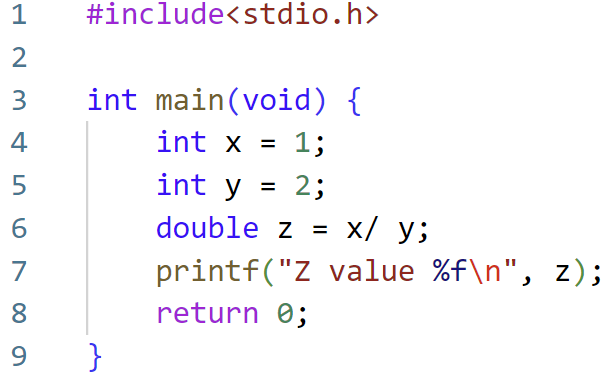 1 #include<stdio.h>
2
3 int main(void) {
4     int x = 1;
5     int y = 2;
6     double z = x/ y;
7     printf("Z value %f\n", z);
8     return 0;
9 }